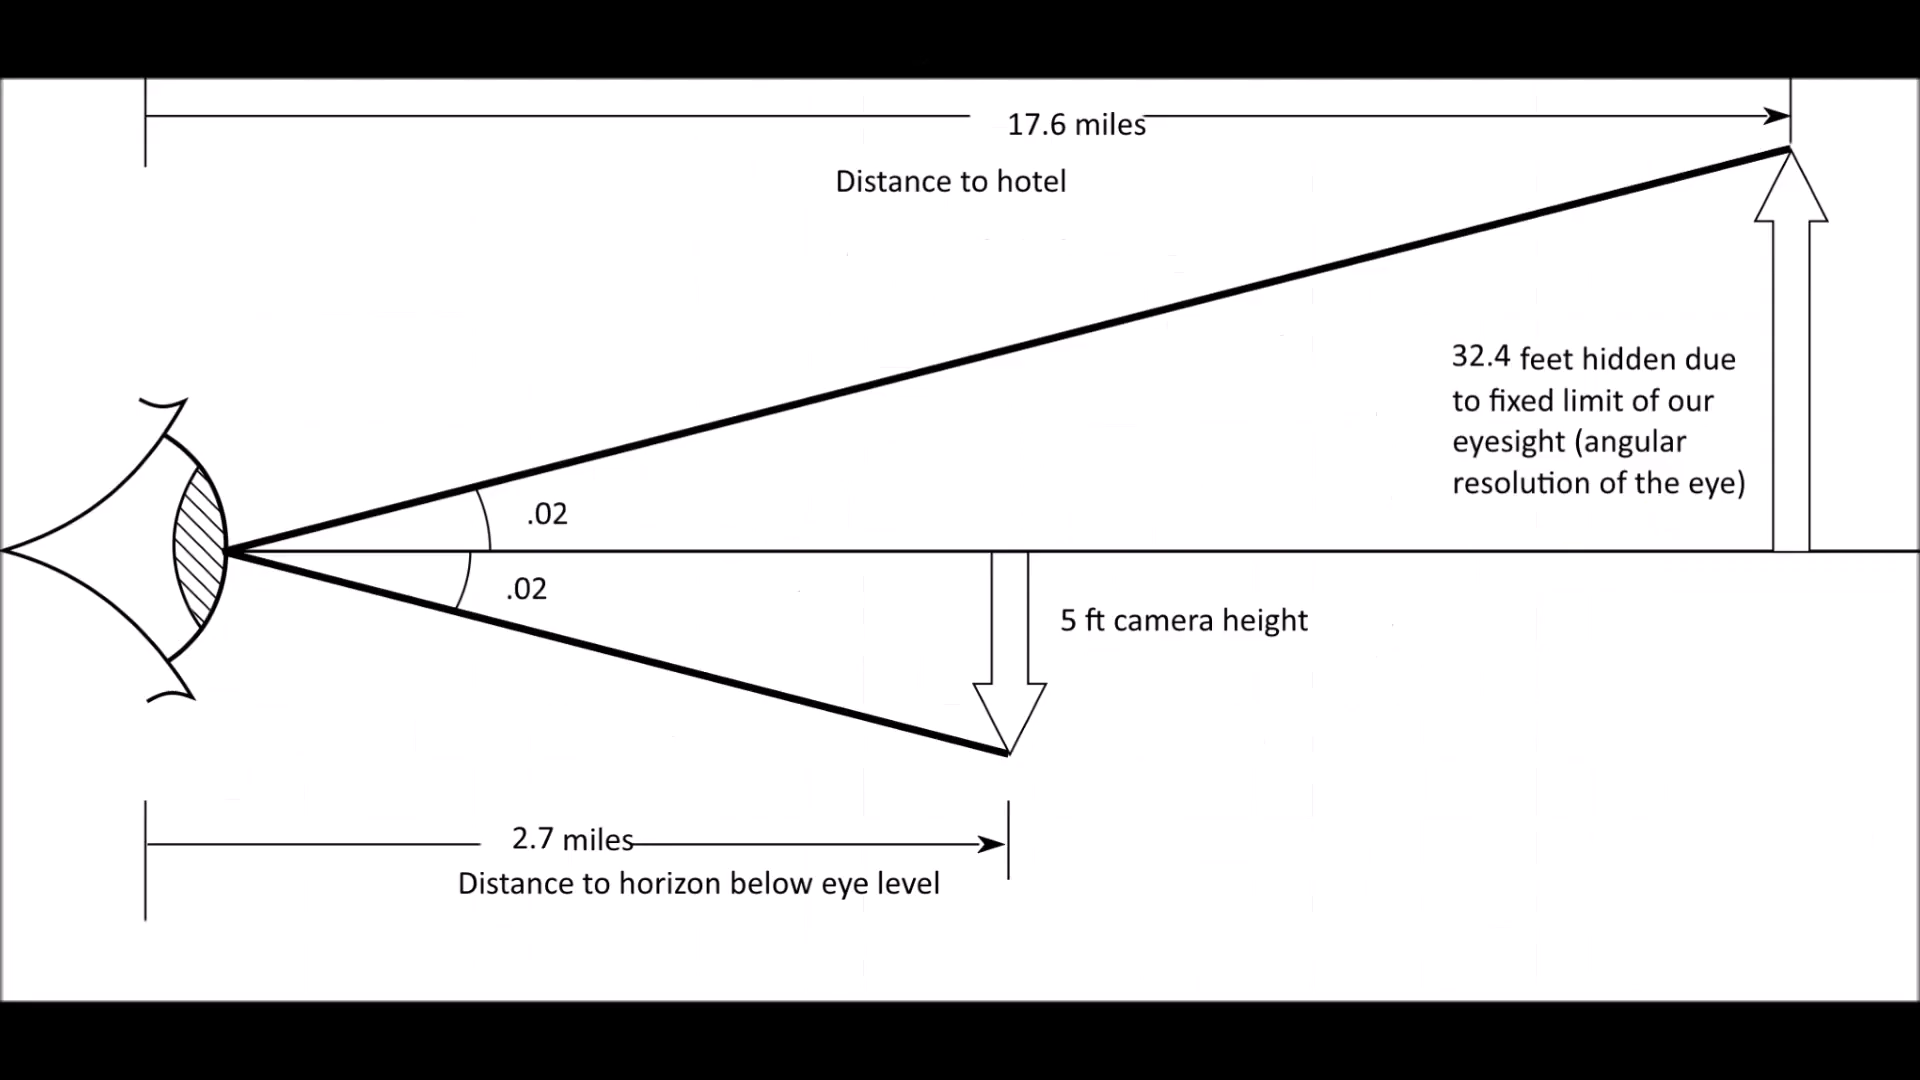 17.6 miles
Distance to hotel
32.4 feet hidden due
to fixed limit of our
eyesight (angular
resolution of the eye)
.02
.02
5 ft camera height
2.7 miles
Distance to horizon below eye level